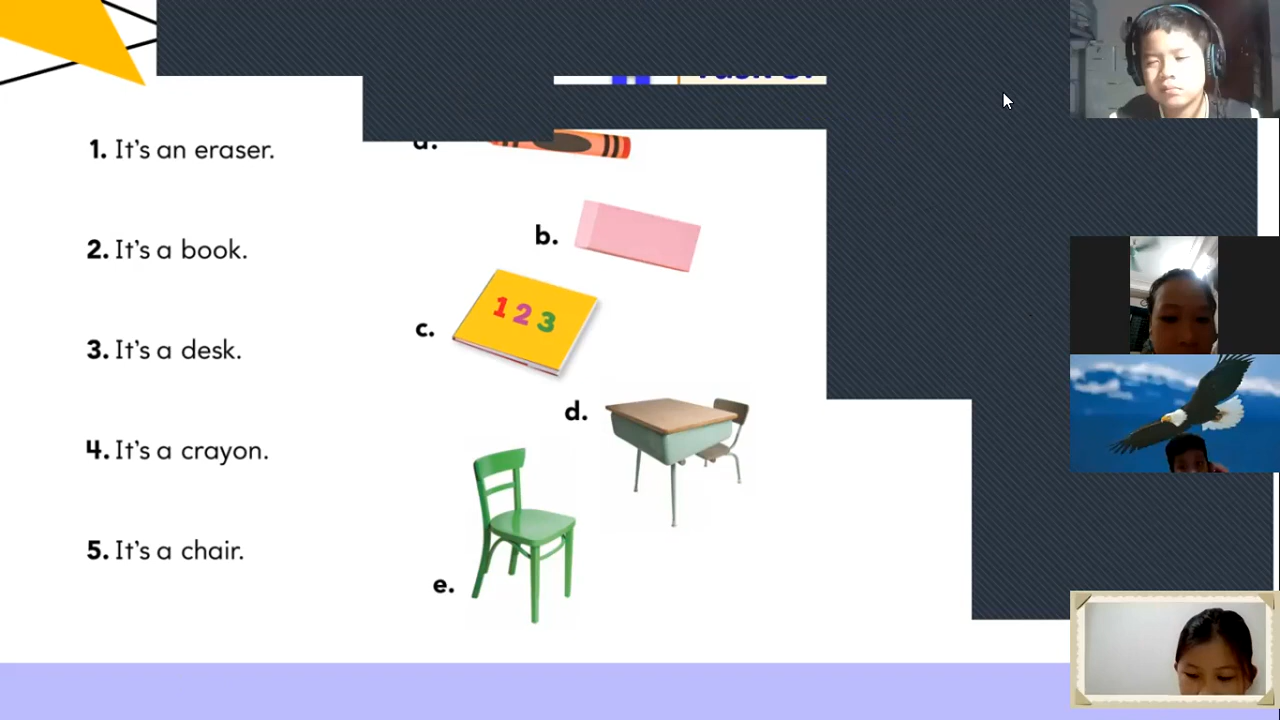 1. It's an eraser.
a.
b.
2. It's a book.
1 2 3
c.
3. It's a desk.
d.
4. It's a crayon.
5. It's a chair.
e.